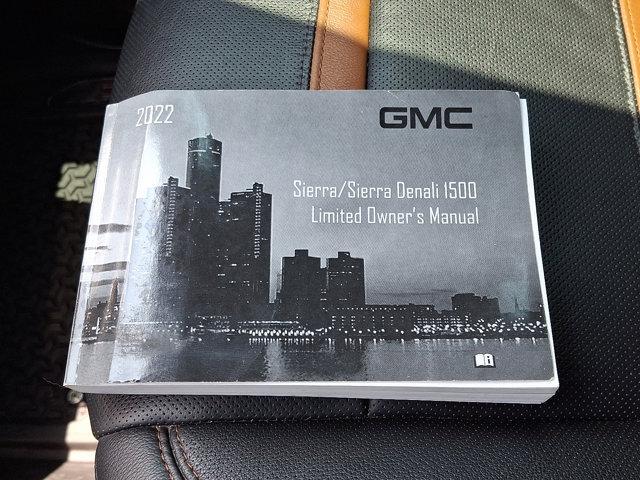 2022
GMC
Sierra/Sierra Denali 1500
Limited Owner's Manual